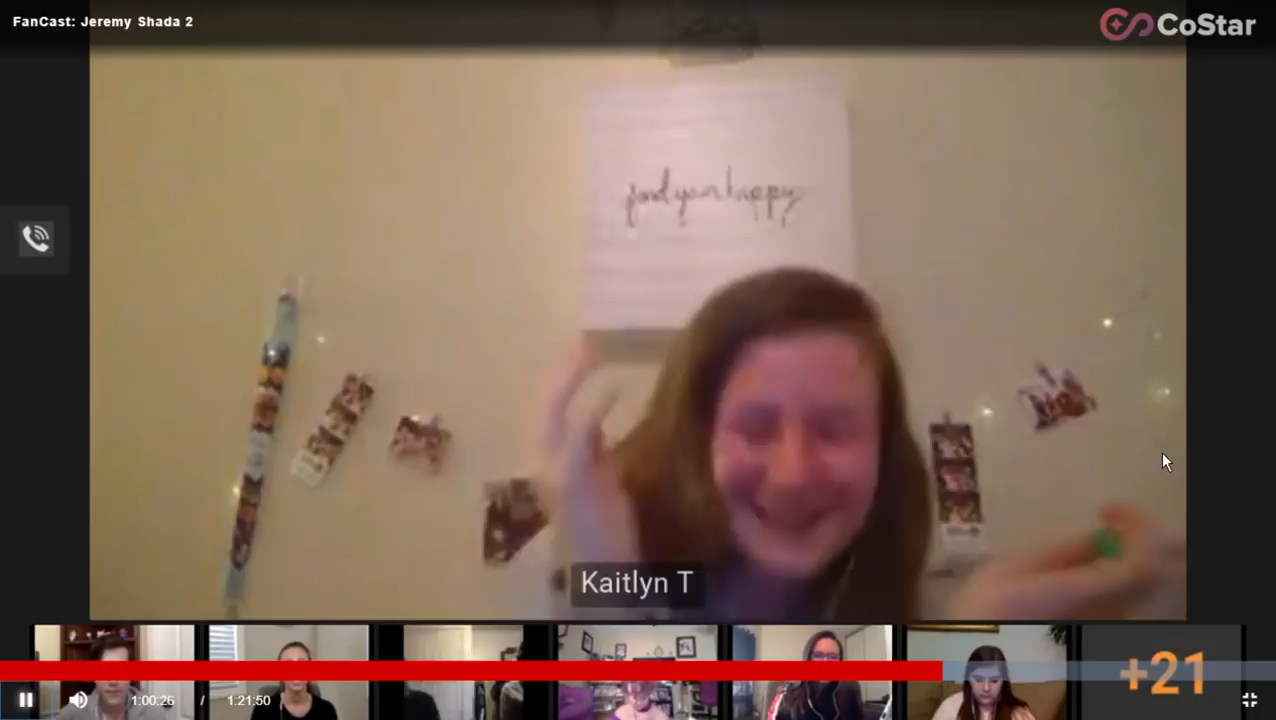 FanCast: Jeremy Shada 2
CoStar
find your happy
Kaitlyn T
+21
1:00:26 / 1:21:50